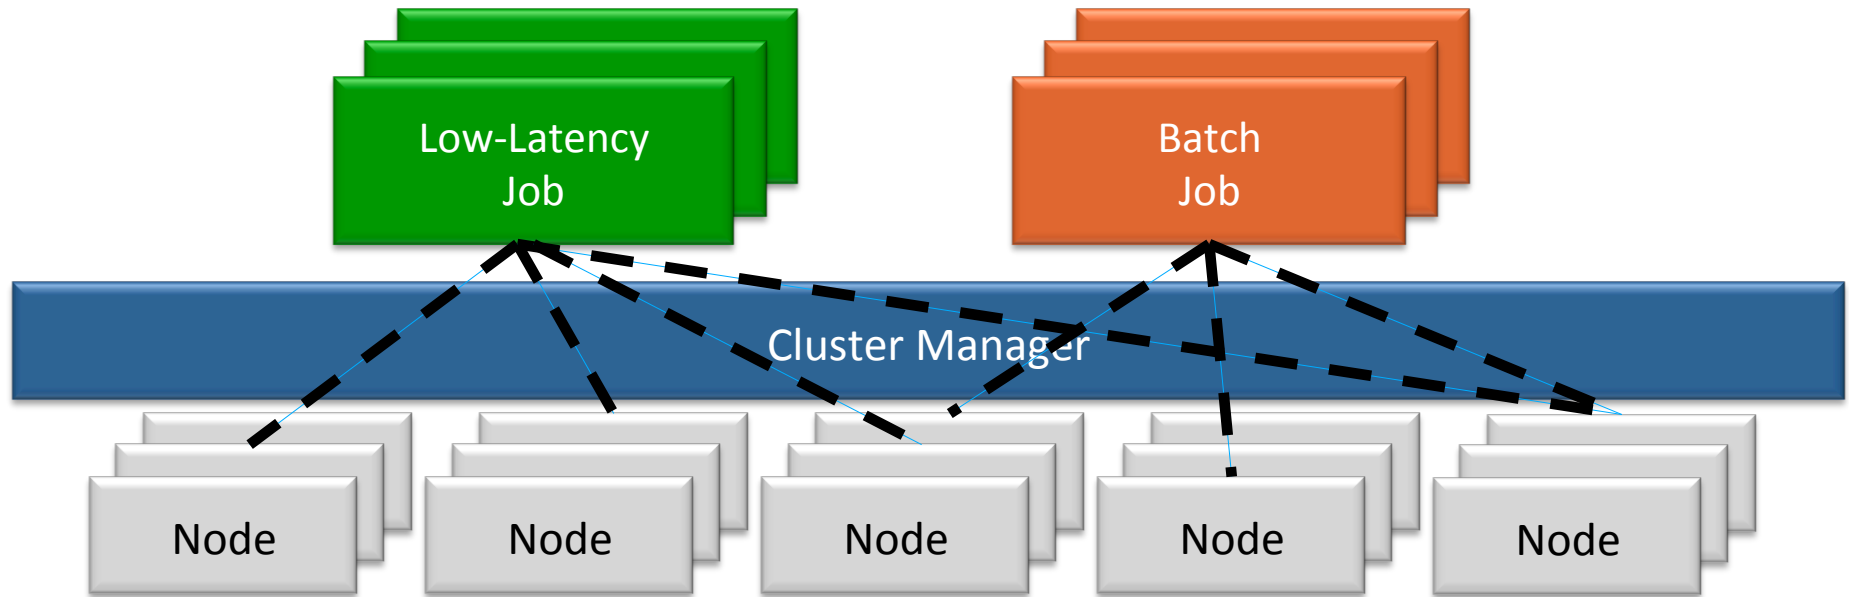 Low-Latency
Job
Batch
Job
Cluster Manager
Node
Node
Node
Node
Node